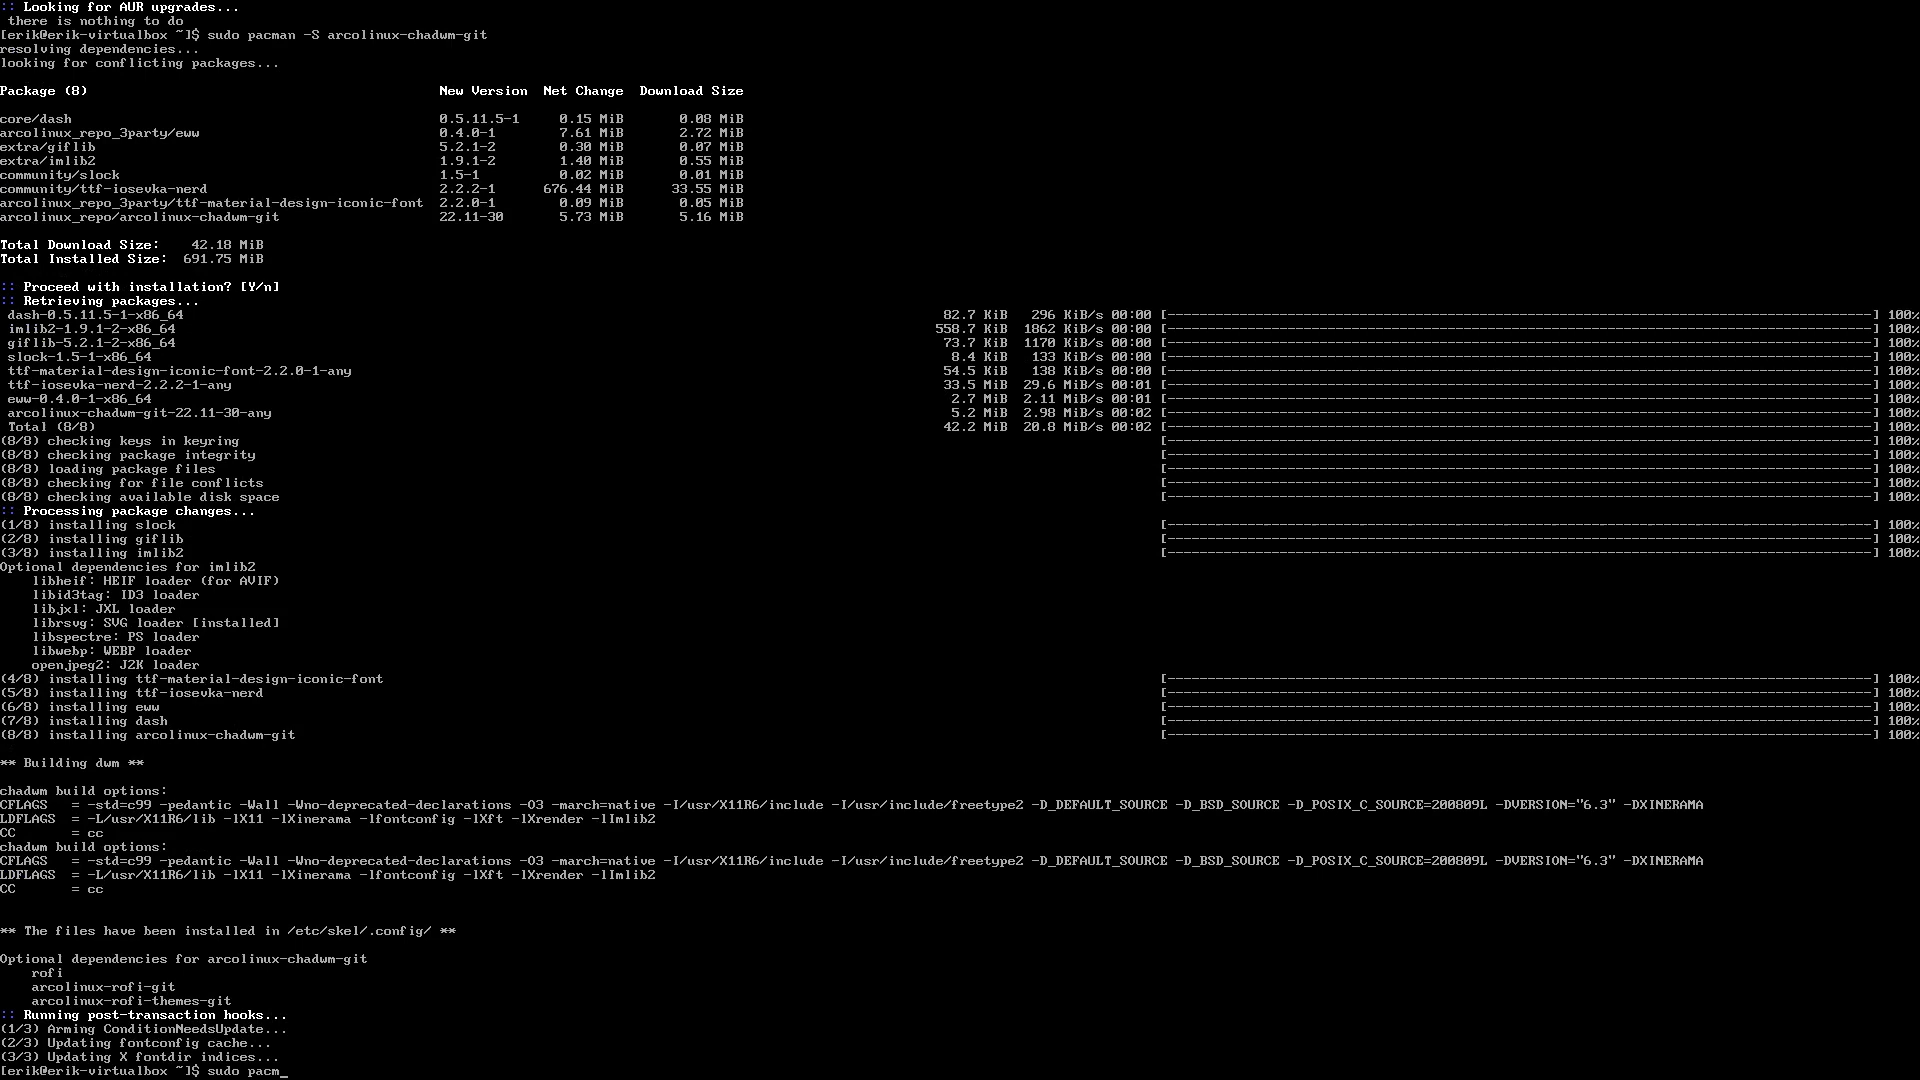 :: Looking for AUR upgrades...
 there is nothing to do
[erik@erik-virtualbox ~]$ sudo pacman -S arcolinux-chadwm-git
resolving dependencies...
looking for conflicting packages...
Package (8)  New Version  Net Change  Download Size
core/dash  0.5.11.5-1  0.15 MiB  0.08 MiB
arcolinux_repo_3party/eww  0.4.0-1  7.61 MiB  2.72 MiB
extra/giflib  5.2.1-2  0.30 MiB  0.07 MiB
extra/imlib2  1.9.1-2  1.40 MiB  0.55 MiB
community/slock  1.5-1  0.02 MiB  0.01 MiB
community/ttf-iosevka-nerd  2.2.2-1  676.44 MiB  33.55 MiB
arcolinux_repo_3party/ttf-material-design-iconic-font  2.2.0-1  0.09 MiB  0.05 MiB
arcolinux_repo/arcolinux-chadwm-git  22.11-30  5.73 MiB  5.16 MiB
Total Download Size:    42.18 MiB
Total Installed Size:  691.75 MiB
:: Proceed with installation? [Y/n]
:: Retrieving packages...
 dash-0.5.11.5-1-x86_64  82.7 KiB  296 KiB/s 00:00 [----------] 100%
 imlib2-1.9.1-2-x86_64  558.7 KiB  1862 KiB/s 00:00 [----------] 100%
 giflib-5.2.1-2-x86_64  73.7 KiB  1170 KiB/s 00:00 [----------] 100%
 slock-1.5-1-x86_64  8.4 KiB  133 KiB/s 00:00 [----------] 100%
 ttf-material-design-iconic-font-2.2.0-1-any  54.5 KiB  138 KiB/s 00:00 [----------] 100%
 ttf-iosevka-nerd-2.2.2-1-any  33.5 MiB  29.6 MiB/s 00:01 [----------] 100%
 eww-0.4.0-1-x86_64  2.7 MiB  2.11 MiB/s 00:01 [----------] 100%
 arcolinux-chadwm-git-22.11-30-any  5.2 MiB  2.98 MiB/s 00:02 [----------] 100%
 Total (8/8)  42.2 MiB  20.8 MiB/s 00:02 [----------] 100%
(8/8) checking keys in keyring [----------] 100%
(8/8) checking package integrity [----------] 100%
(8/8) loading package files [----------] 100%
(8/8) checking for file conflicts [----------] 100%
(8/8) checking available disk space [----------] 100%
:: Processing package changes...
(1/8) installing slock [----------] 100%
(2/8) installing giflib [----------] 100%
(3/8) installing imlib2 [----------] 100%
Optional dependencies for imlib2
    libheif: HEIF loader (for AVIF)
    libid3tag: ID3 loader
    libjxl: JXL loader
    librsvg: SVG loader [installed]
    libspectre: PS loader
    libwebp: WEBP loader
    openjpeg2: J2K loader
(4/8) installing ttf-material-design-iconic-font [----------] 100%
(5/8) installing ttf-iosevka-nerd [----------] 100%
(6/8) installing eww [----------] 100%
(7/8) installing dash [----------] 100%
(8/8) installing arcolinux-chadwm-git [----------] 100%
** Building dwm **
chadwm build options:
CFLAGS   = -std=c99 -pedantic -Wall -Wno-deprecated-declarations -O3 -march=native -I/usr/X11R6/include -I/usr/include/freetype2 -D_DEFAULT_SOURCE -D_BSD_SOURCE -D_POSIX_C_SOURCE=200809L -DVERSION="6.3" -DXINERAMA
LDFLAGS  = -L/usr/X11R6/lib -lX11 -lXinerama -lfontconfig -lXft -lXrender -lImlib2
CC       = cc
chadwm build options:
CFLAGS   = -std=c99 -pedantic -Wall -Wno-deprecated-declarations -O3 -march=native -I/usr/X11R6/include -I/usr/include/freetype2 -D_DEFAULT_SOURCE -D_BSD_SOURCE -D_POSIX_C_SOURCE=200809L -DVERSION="6.3" -DXINERAMA
LDFLAGS  = -L/usr/X11R6/lib -lX11 -lXinerama -lfontconfig -lXft -lXrender -lImlib2
CC       = cc
** The files have been installed in /etc/skel/.config/ **
Optional dependencies for arcolinux-chadwm-git
    rofi
    arcolinux-rofi-git
    arcolinux-rofi-themes-git
:: Running post-transaction hooks...
(1/3) Arming ConditionNeedsUpdate...
(2/3) Updating fontconfig cache...
(3/3) Updating X fontdir indices...
[erik@erik-virtualbox ~]$ sudo pacm_